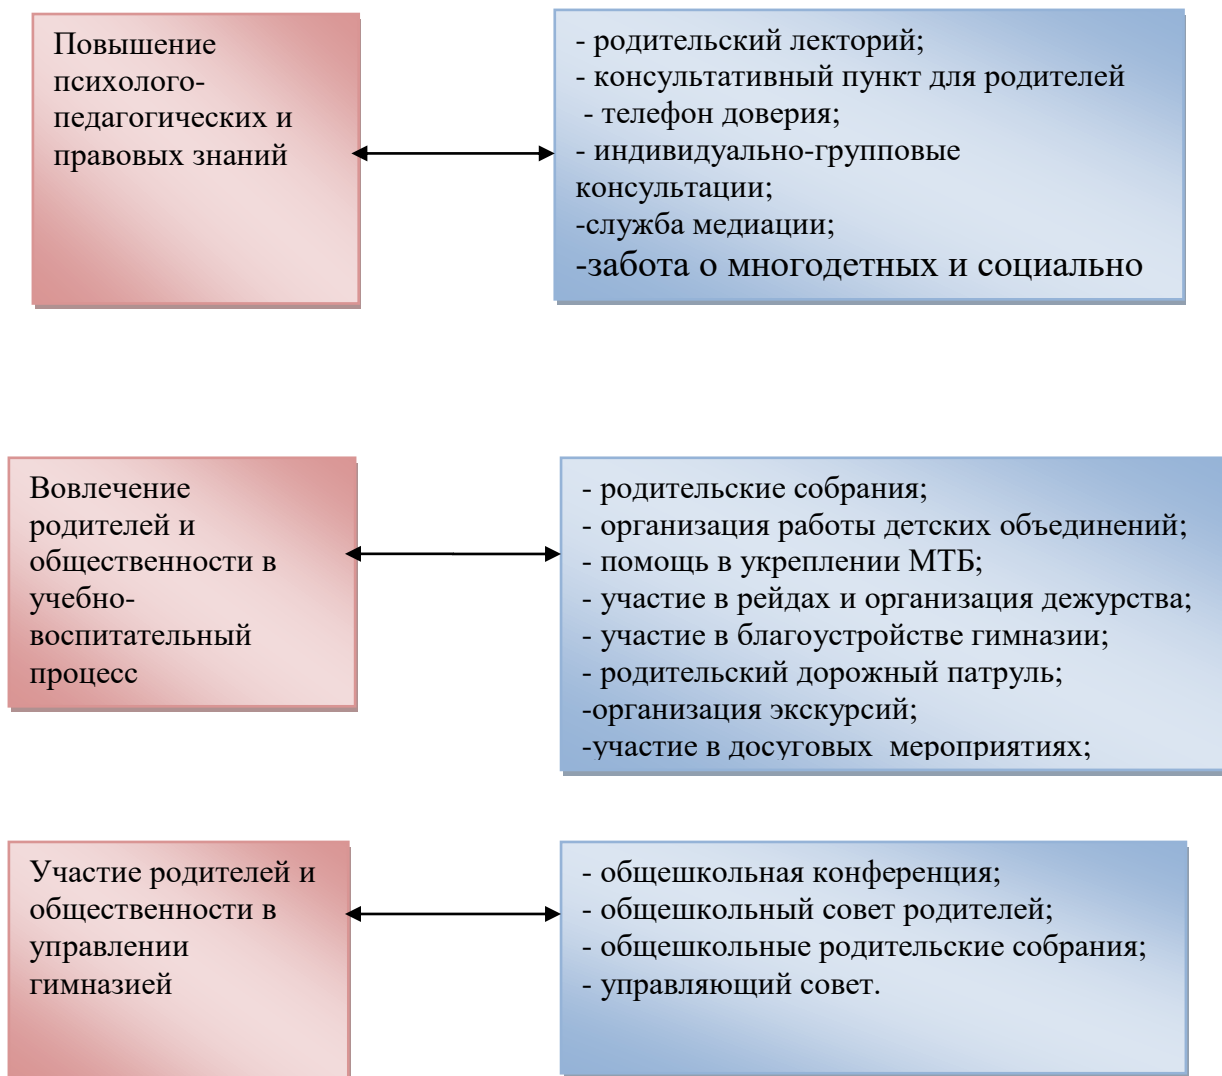 Повышение
психолого-
педагогических и
правовых знаний
- родительский лекторий;
- консультативный пункт для родителей
- телефон доверия;
- индивидуально-групповые
консультации;
-служба медиации;
-забота о многодетных и социально
Вовлечение
родителей и
общественности в
учебно-
воспитательный
процесс
- родительские собрания;
- организация работы детских объединений;
- помощь в укреплении МТБ;
- участие в рейдах и организация дежурства;
- участие в благоустройстве гимназии;
- родительский дорожный патруль;
-организация экскурсий;
-участие в досуговых  мероприятиях;
Участие родителей и
общественности в
управлении
гимназией
- общешкольная конференция;
- общешкольный совет родителей;
- общешкольные родительские собрания;
- управляющий совет.